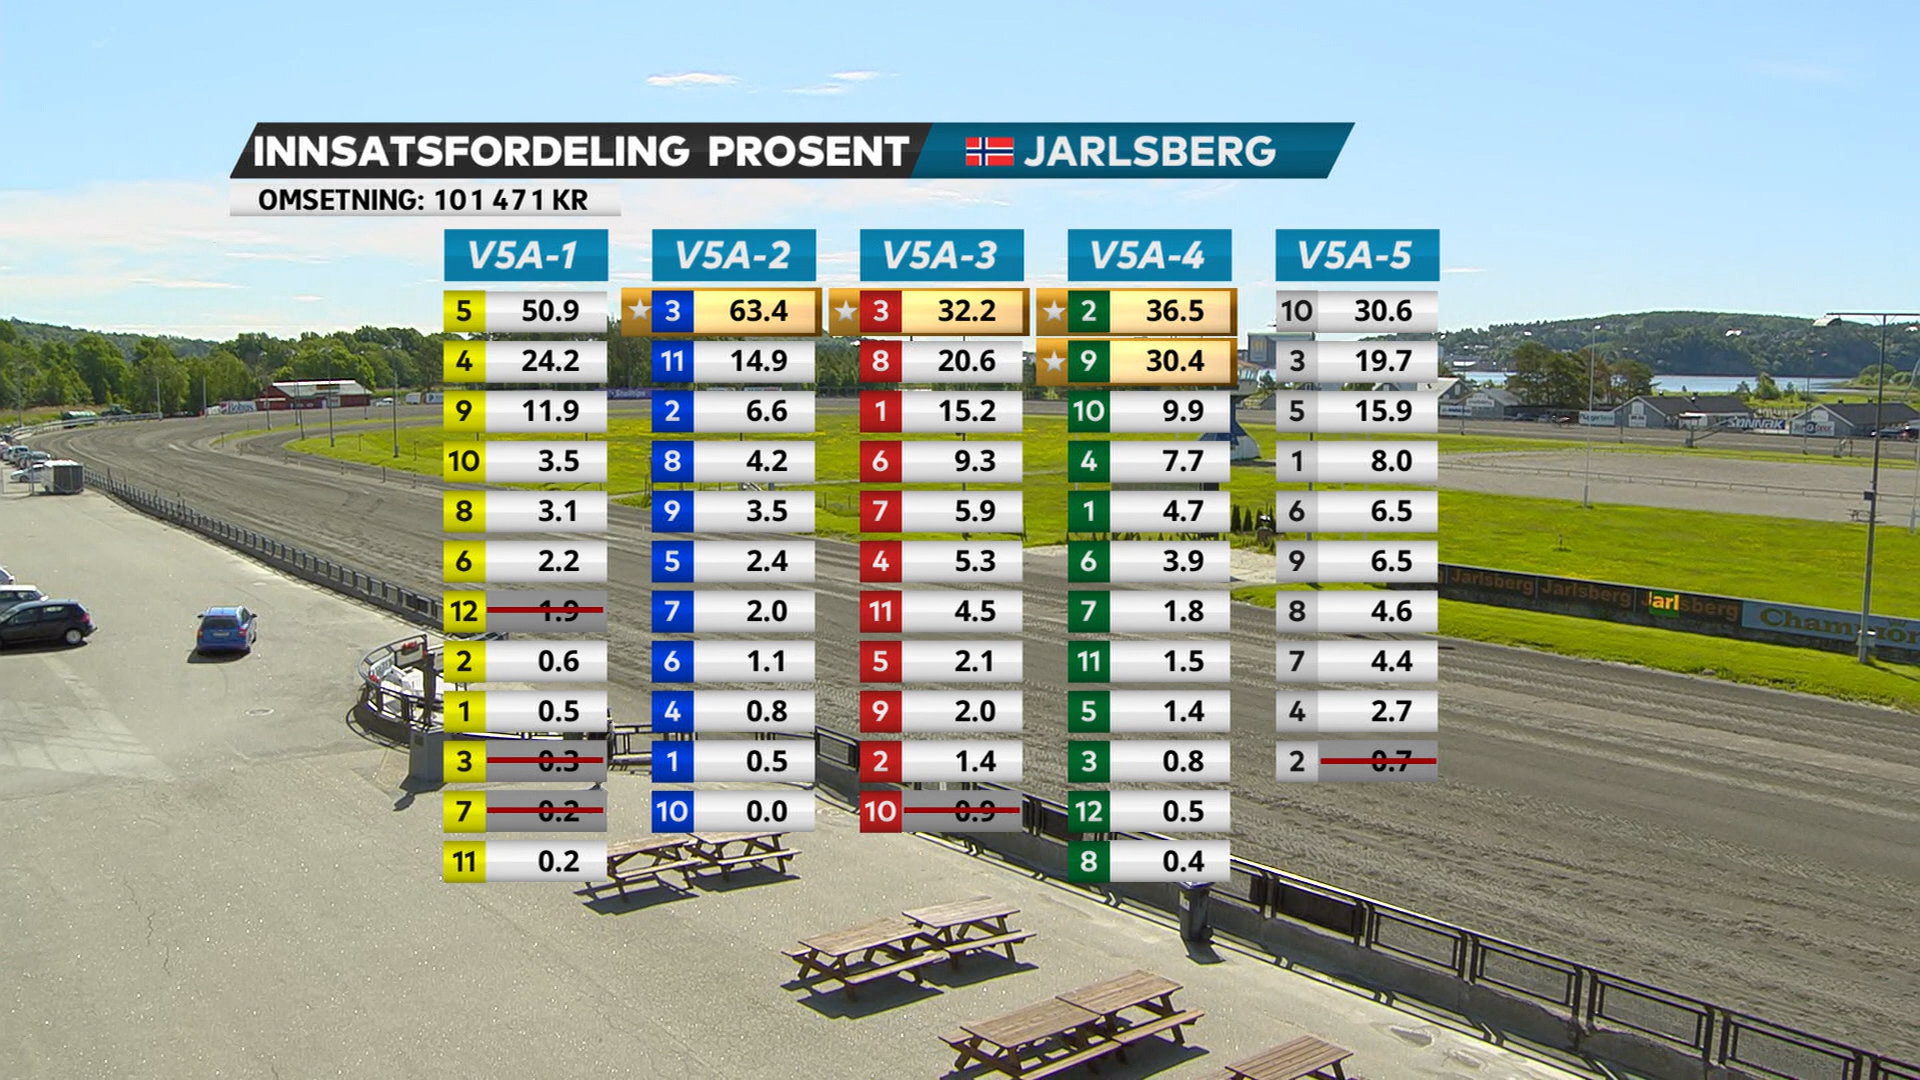 INNSATSFORDELING PROSENT JARLSBERG
OMSETNING: 101 471 KR
V5A-1 V5A-2 V5A-3 V5A-4 V5A-5
5 50.9 3 63.4 3 32.2 2 36.5 10 30.6
4 24.2 11 14.9 8 20.6 9 30.4 3 19.7
9 11.9 2 6.6 1 15.2 10 9.9 5 15.9
10 3.5 8 4.2 6 9.3 4 7.7 1 8.0
8 3.1 9 3.5 7 5.9 1 4.7 6 6.5
6 2.2 5 2.4 4 5.3 6 3.9 9 6.5
12 1.9 7 2.0 11 4.5 7 1.8 8 4.6
2 0.6 6 1.1 5 2.1 11 1.5 7 4.4
1 0.5 4 0.8 9 2.0 5 1.4 4 2.7
3 0.3 1 0.5 2 1.4 3 0.8 2 0.7
7 0.2 10 0.0 10 0.9 12 0.5
11 0.2 8 0.4
Jarlsberg Jarlsberg Jarlsberg